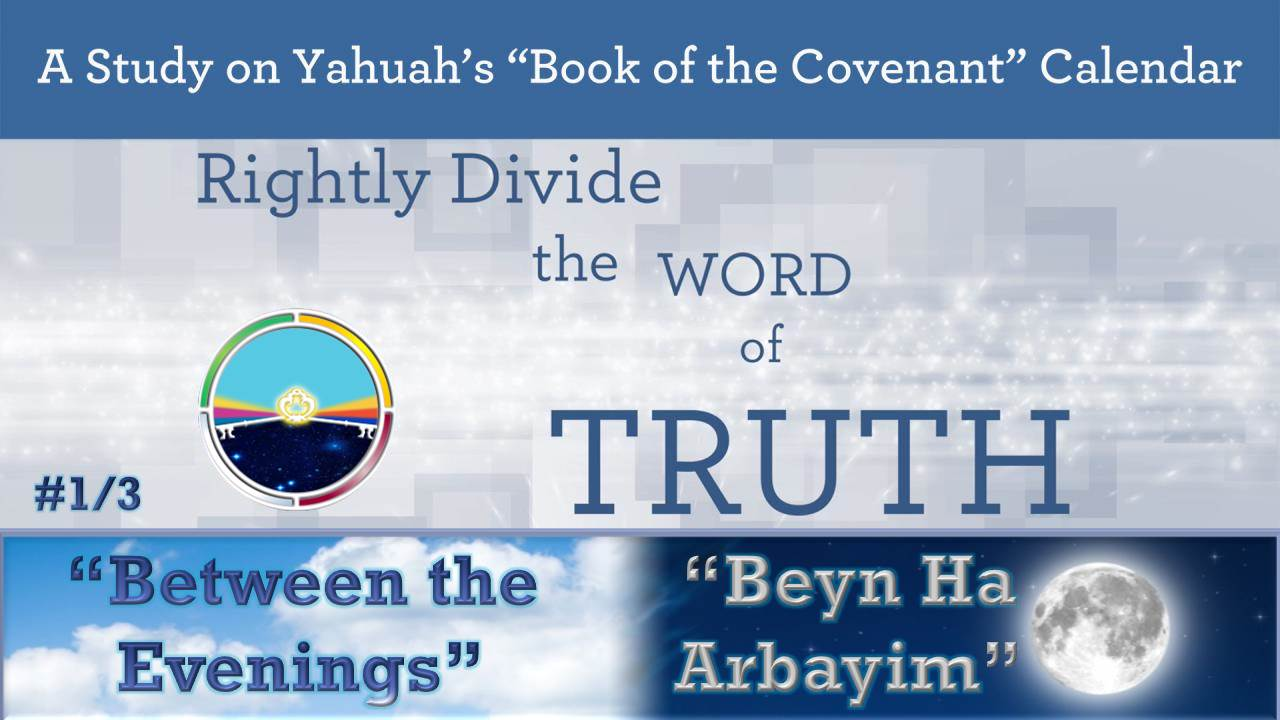 A Study on Yahuah’s “Book of the Covenant” Calendar
Rightly Divide
the WORD
of
TRUTH
#1/3
“Between the
Evenings”
“Beyn Ha
Arbayim”